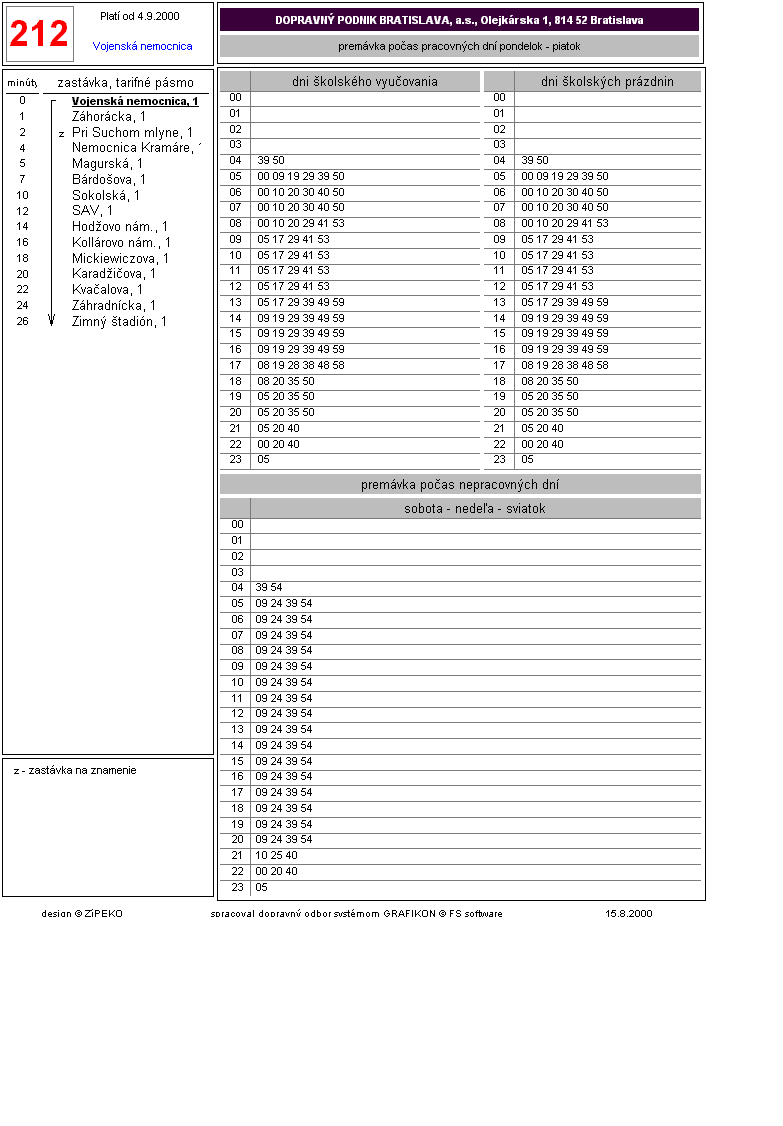 212
Platí od 4.9.2000
Vojenská nemocnica
DOPRAVNÝ PODNIK BRATISLAVA, a.s., Olejkárska 1, 814 52 Bratislava
premávka počas pracovných dní pondelok - piatok
minúty zastávka, tarifné pásmo
0 Vojenská nemocnica, 1
1 Záhorácka, 1
2 z Pri Suchom mlyne, 1
4 Nemocnica Kramáre, 1
5 Magurská, 1
7 Bárdošova, 1
10 Sokolská, 1
12 SAV, 1
14 Hodžovo nám., 1
16 Kollárovo nám., 1
18 Mickiewiczova, 1
20 Karadžičova, 1
22 Kvačalova, 1
24 Záhradnícka, 1
26 Zimný štadión, 1
z - zastávka na znamenie
dni školského vyučovania dni školských prázdnin
00 00
01 01
02 02
03 03
04 39 50 04 39 50
05 00 09 19 29 39 50 05 00 09 19 29 39 50
06 00 10 20 30 40 50 06 00 10 20 30 40 50
07 00 10 20 30 40 50 07 00 10 20 30 40 50
08 00 10 20 29 41 53 08 00 10 20 29 41 53
09 05 17 29 41 53 09 05 17 29 41 53
10 05 17 29 41 53 10 05 17 29 41 53
11 05 17 29 41 53 11 05 17 29 41 53
12 05 17 29 41 53 12 05 17 29 41 53
13 05 17 29 39 49 59 13 05 17 29 39 49 59
14 09 19 29 39 49 59 14 09 19 29 39 49 59
15 09 19 29 39 49 59 15 09 19 29 39 49 59
16 09 19 29 39 49 59 16 09 19 29 39 49 59
17 08 19 28 38 48 58 17 08 19 28 38 48 58
18 08 20 35 50 18 08 20 35 50
19 05 20 35 50 19 05 20 35 50
20 05 20 35 50 20 05 20 35 50
21 05 20 40 21 05 20 40
22 00 20 40 22 00 20 40
23 05 23 05
premávka počas nepracovných dní
sobota - nedeľa - sviatok
00
01
02
03
04 39 54
05 09 24 39 54
06 09 24 39 54
07 09 24 39 54
08 09 24 39 54
09 09 24 39 54
10 09 24 39 54
11 09 24 39 54
12 09 24 39 54
13 09 24 39 54
14 09 24 39 54
15 09 24 39 54
16 09 24 39 54
17 09 24 39 54
18 09 24 39 54
19 09 24 39 54
20 09 24 39 54
21 10 25 40
22 00 20 40
23 05
design © ZiPEKO spracoval dopravný odbor systémom GRAFIKON © FS software 15.8.2000